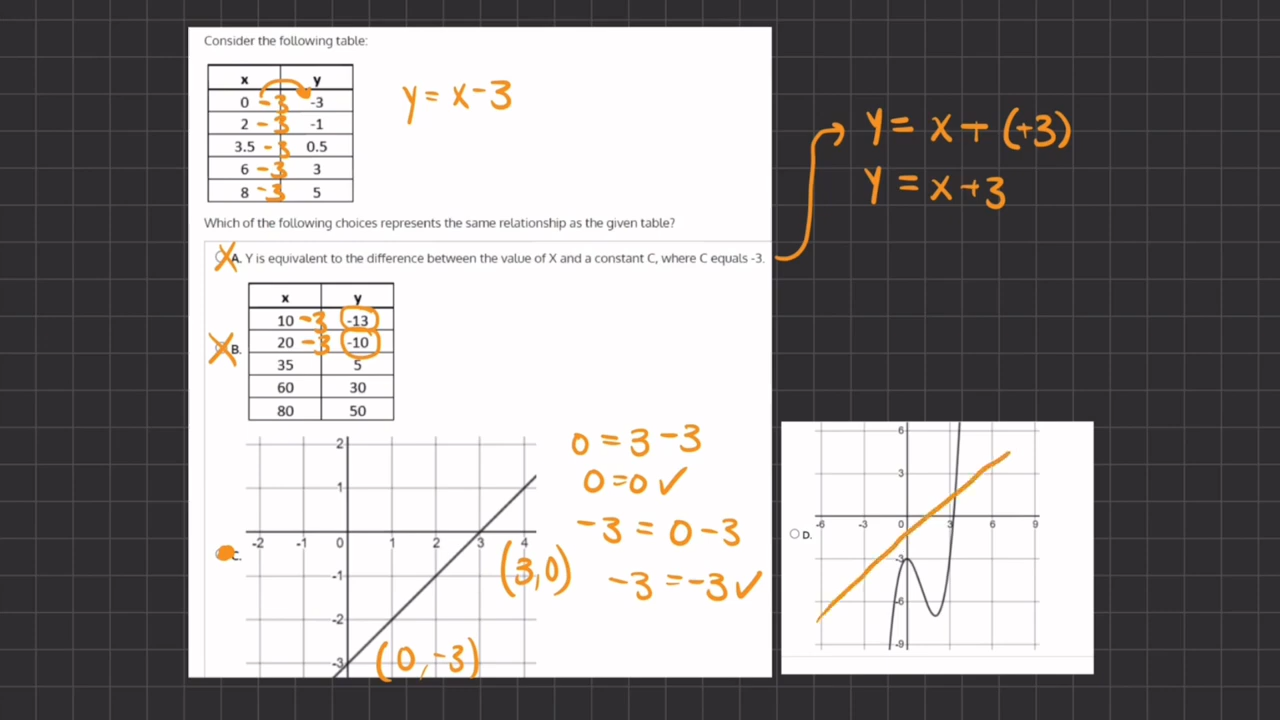 Consider the following table:
x y
0 -3 -3
2 -3 -1
3.5 -3 0.5
6 -3 3
8 -3 5
y = x - 3
y = x + (+3)
y = x + 3
Which of the following choices represents the same relationship as the given table?
X A. Y is equivalent to the difference between the value of X and a constant C, where C equals -3.
X B.
x y
10 -3 -13
20 -3 -10
35 5
60 30
80 50
C.
2
1
-2 -1 0 1 2 3 4
-1
-2
-3
(3,0)
(0,-3)
0 = 3 - 3
0 = 0 ✓
-3 = 0 - 3
-3 = -3 ✓
D.
6
3
-6 -3 0 3 6 9
-3
-6
-9